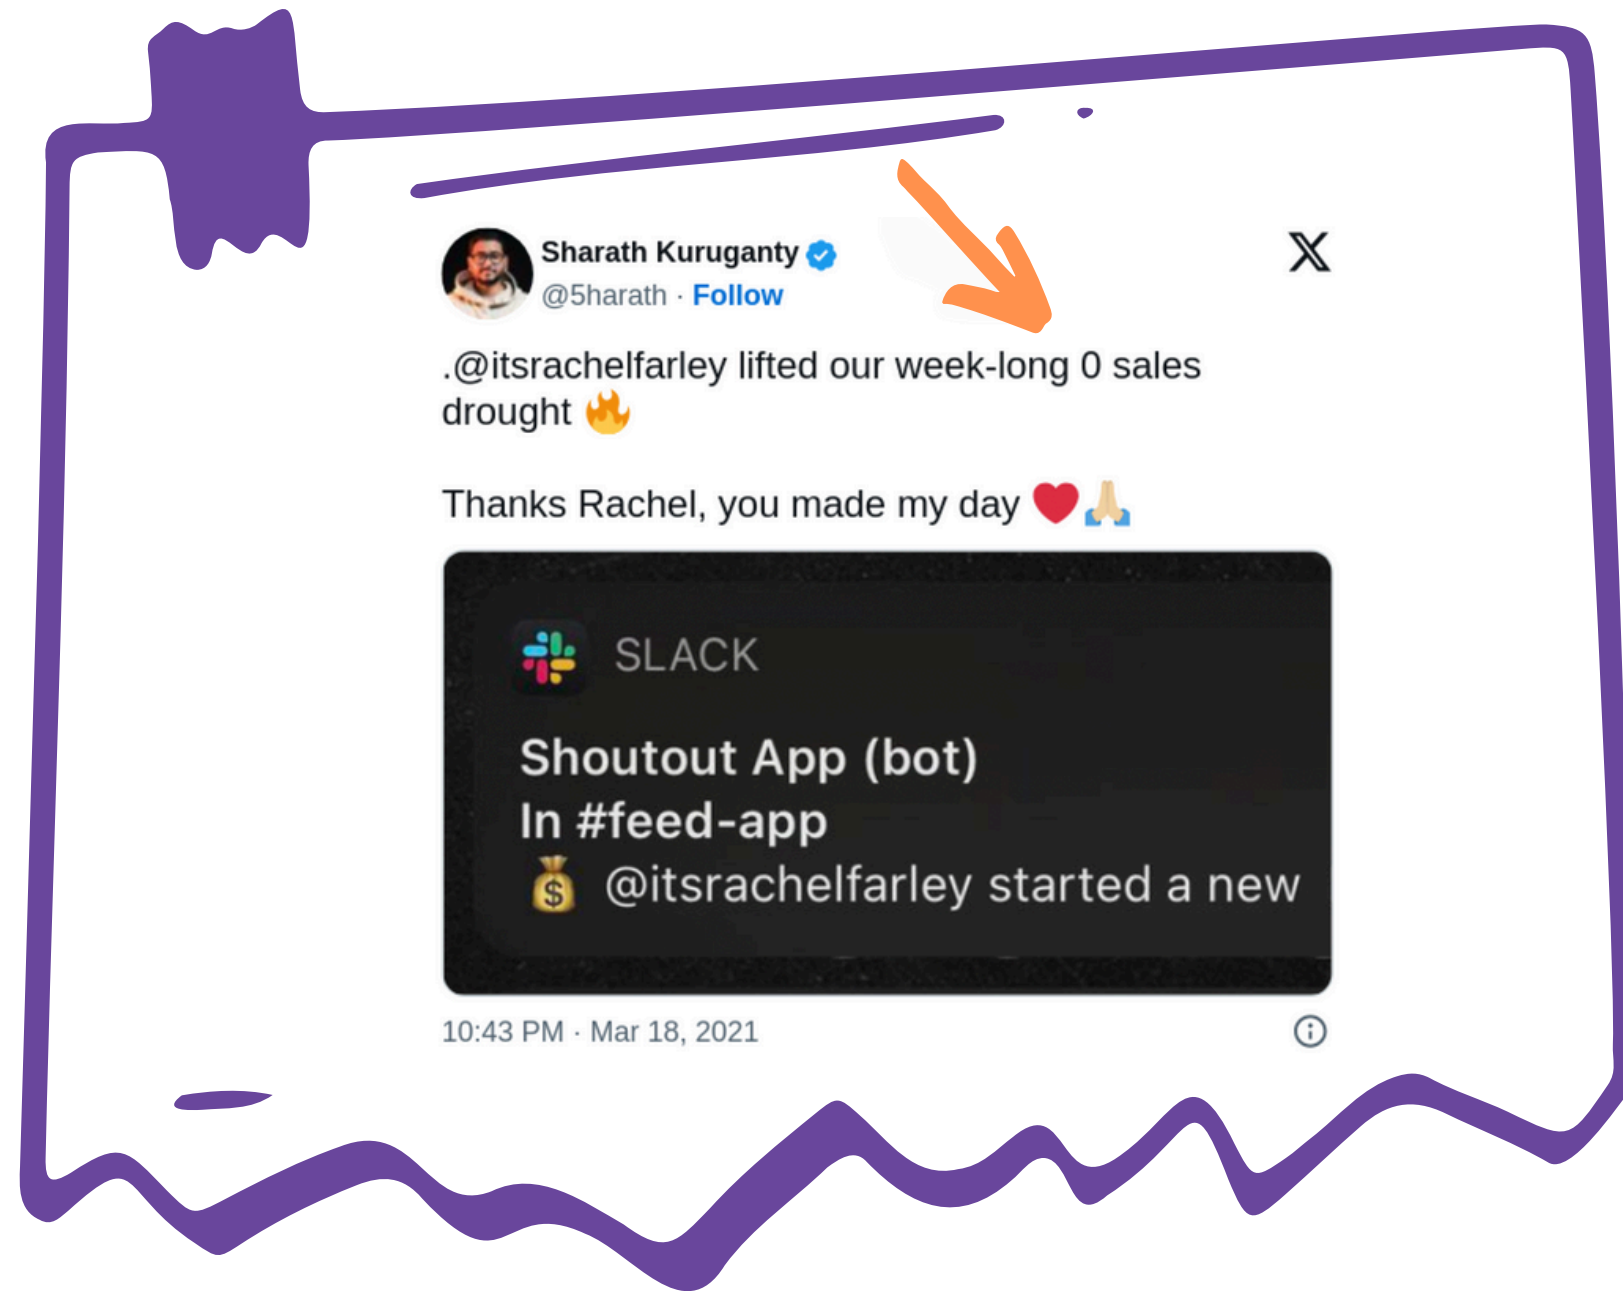 Sharath Kuruganty
@5harath · Follow
.@itsrachelfarley lifted our week-long 0 sales
drought 🔥
Thanks Rachel, you made my day ❤️🙏🏼
SLACK
Shoutout App (bot)
In #feed-app
💰 @itsrachelfarley started a new
10:43 PM · Mar 18, 2021